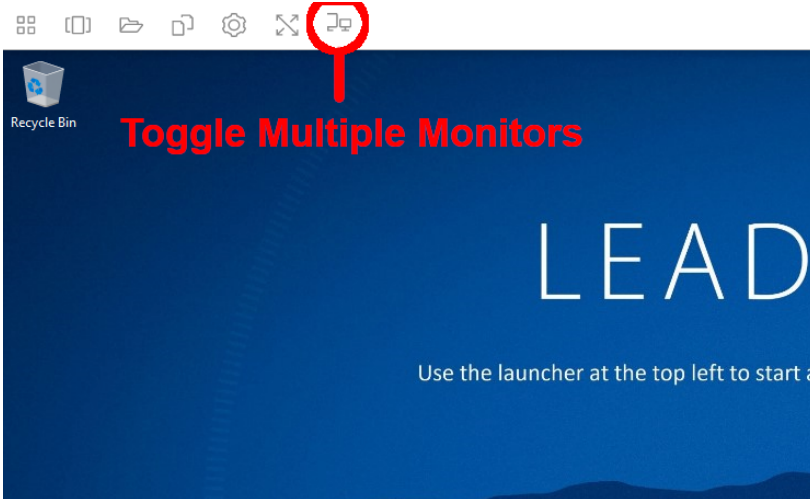 Recycle Bin
Toggle Multiple Monitors
LEAD
Use the launcher at the top left to start